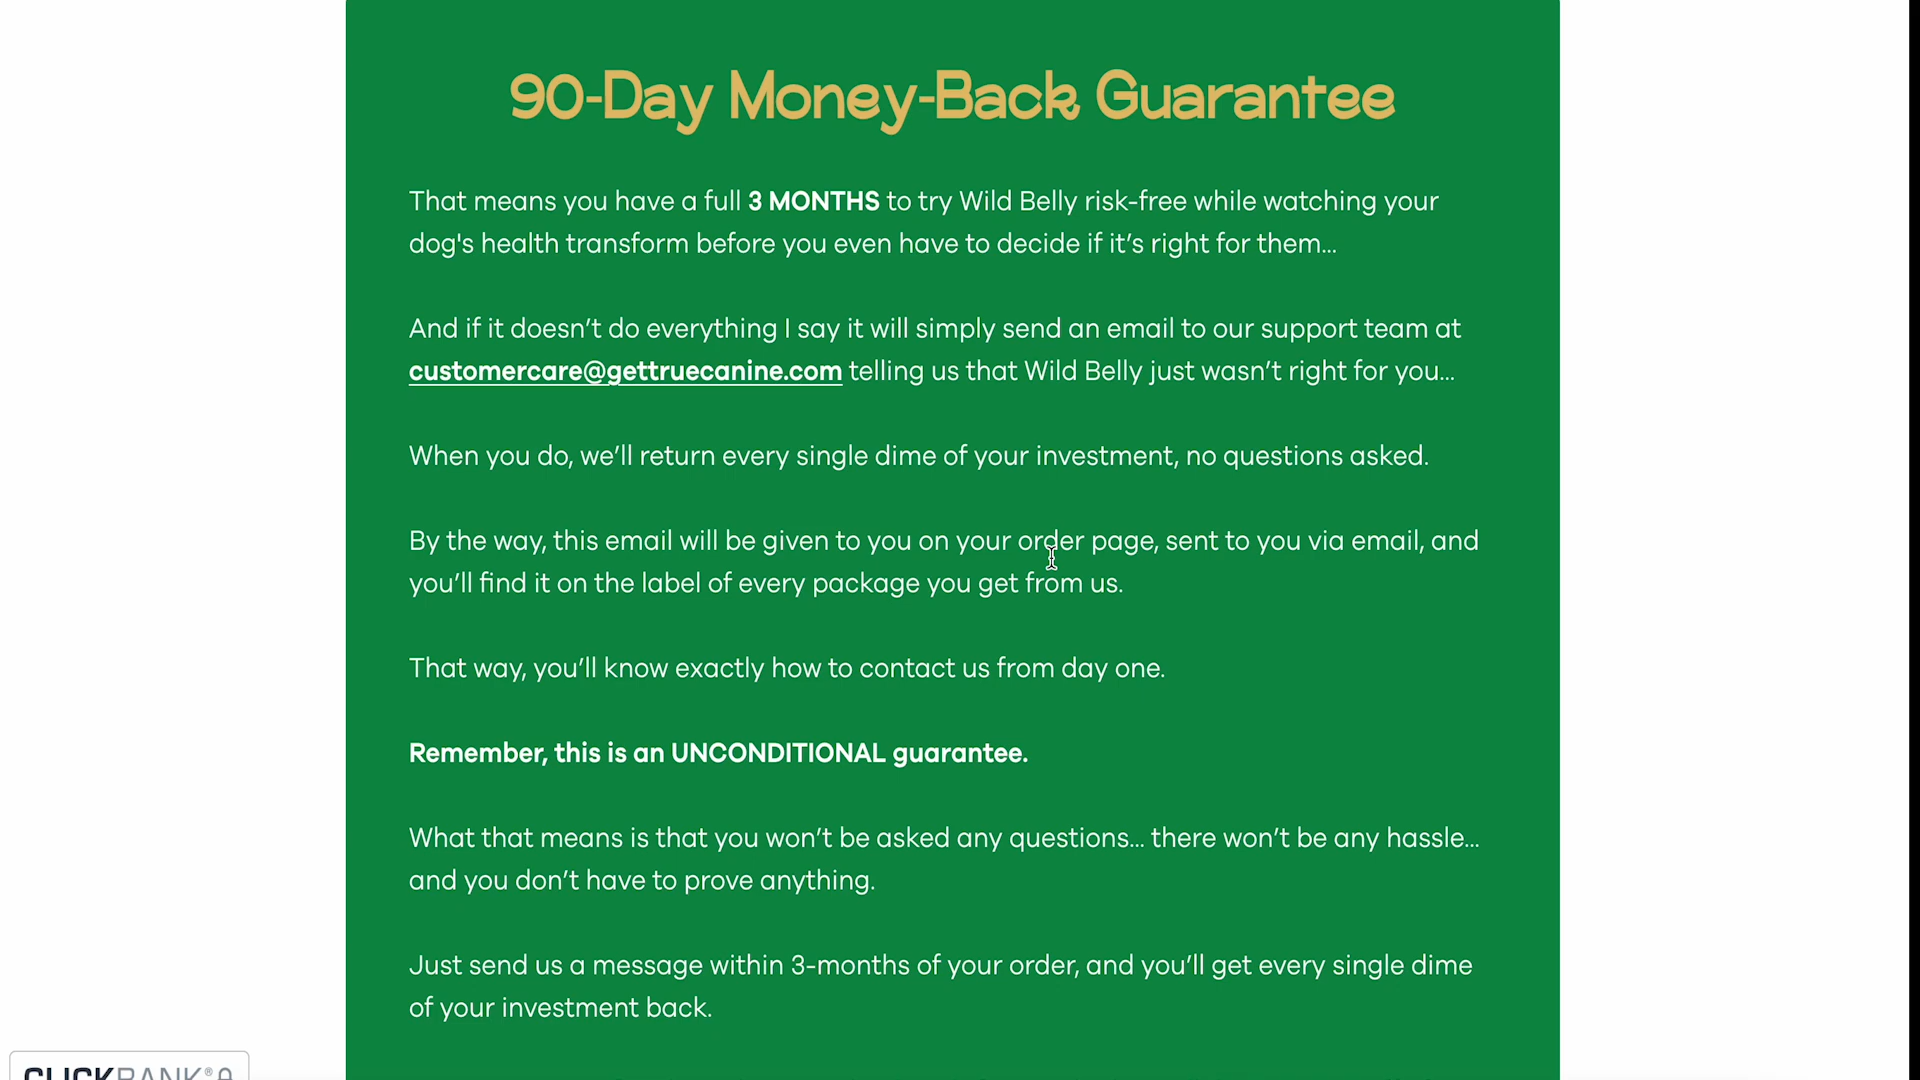 90-Day Money-Back Guarantee
That means you have a full 3 MONTHS to try Wild Belly risk-free while watching your
dog's health transform before you even have to decide if it’s right for them...
And if it doesn’t do everything I say it will simply send an email to our support team at
customercare@gettruecanine.com telling us that Wild Belly just wasn’t right for you...
When you do, we’ll return every single dime of your investment, no questions asked.
By the way, this email will be given to you on your order page, sent to you via email, and
you’ll find it on the label of every package you get from us.
That way, you’ll know exactly how to contact us from day one.
Remember, this is an UNCONDITIONAL guarantee.
What that means is that you won’t be asked any questions... there won’t be any hassle...
and you don’t have to prove anything.
Just send us a message within 3-months of your order, and you’ll get every single dime
of your investment back.
CLICKBANK®